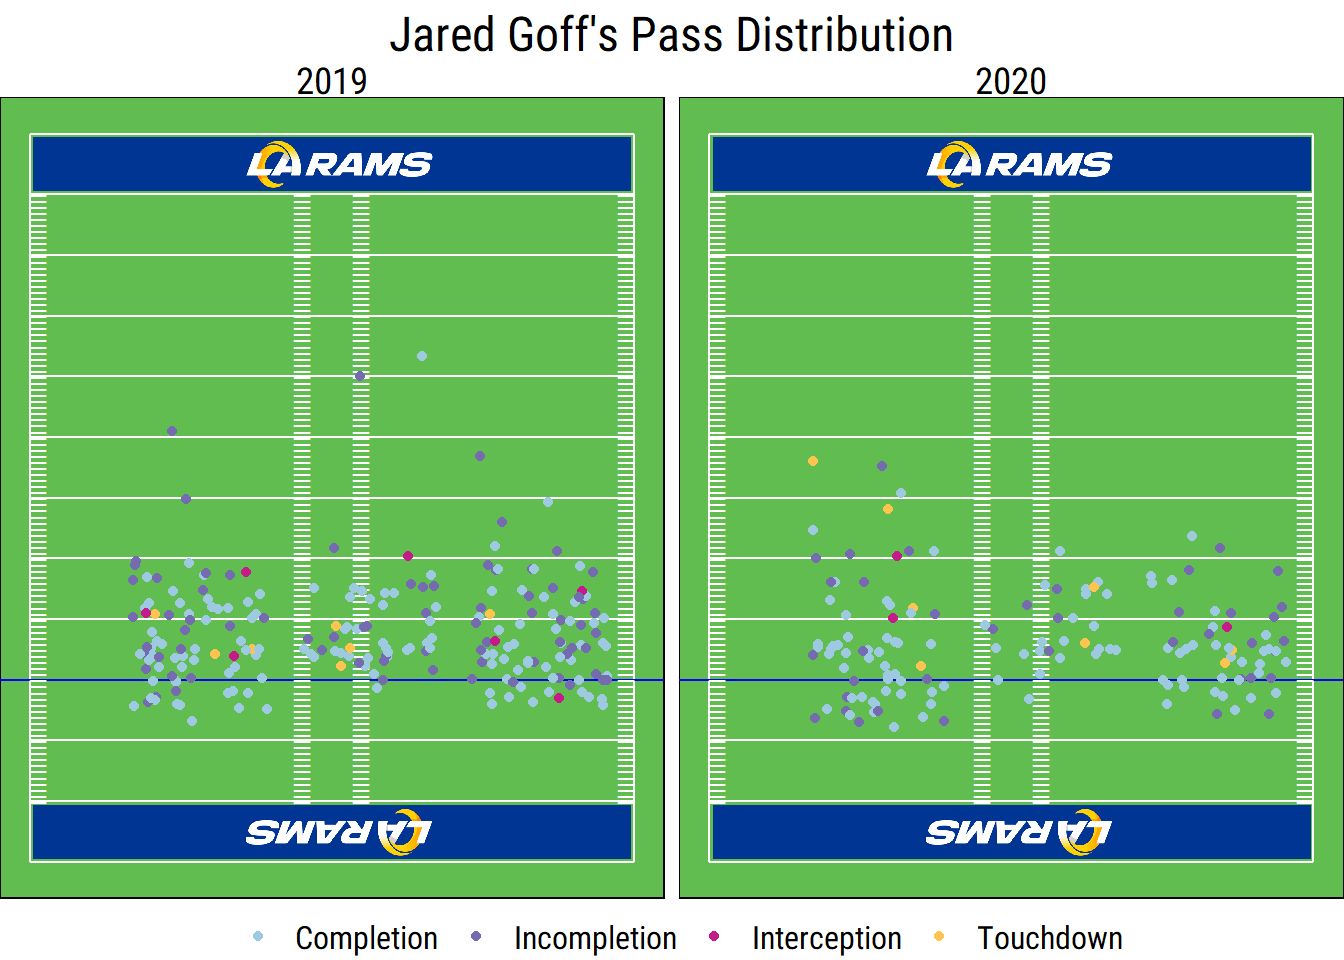 Jared Goff's Pass Distribution
2019
2020
LA RAMS
LA RAMS
LA RAMS
LA RAMS
Completion
Incompletion
Interception
Touchdown